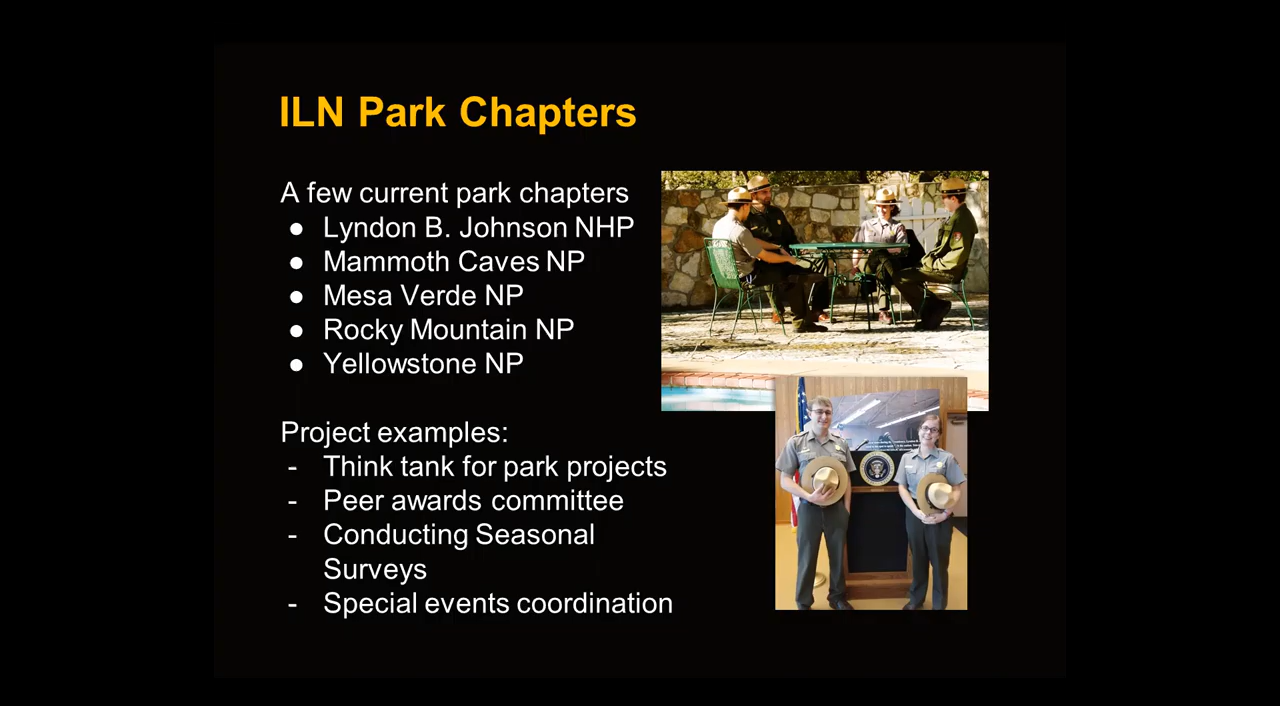 ILN Park Chapters
A few current park chapters
● Lyndon B. Johnson NHP
● Mammoth Caves NP
● Mesa Verde NP
● Rocky Mountain NP
● Yellowstone NP
Project examples:
- Think tank for park projects
- Peer awards committee
- Conducting Seasonal
Surveys
- Special events coordination